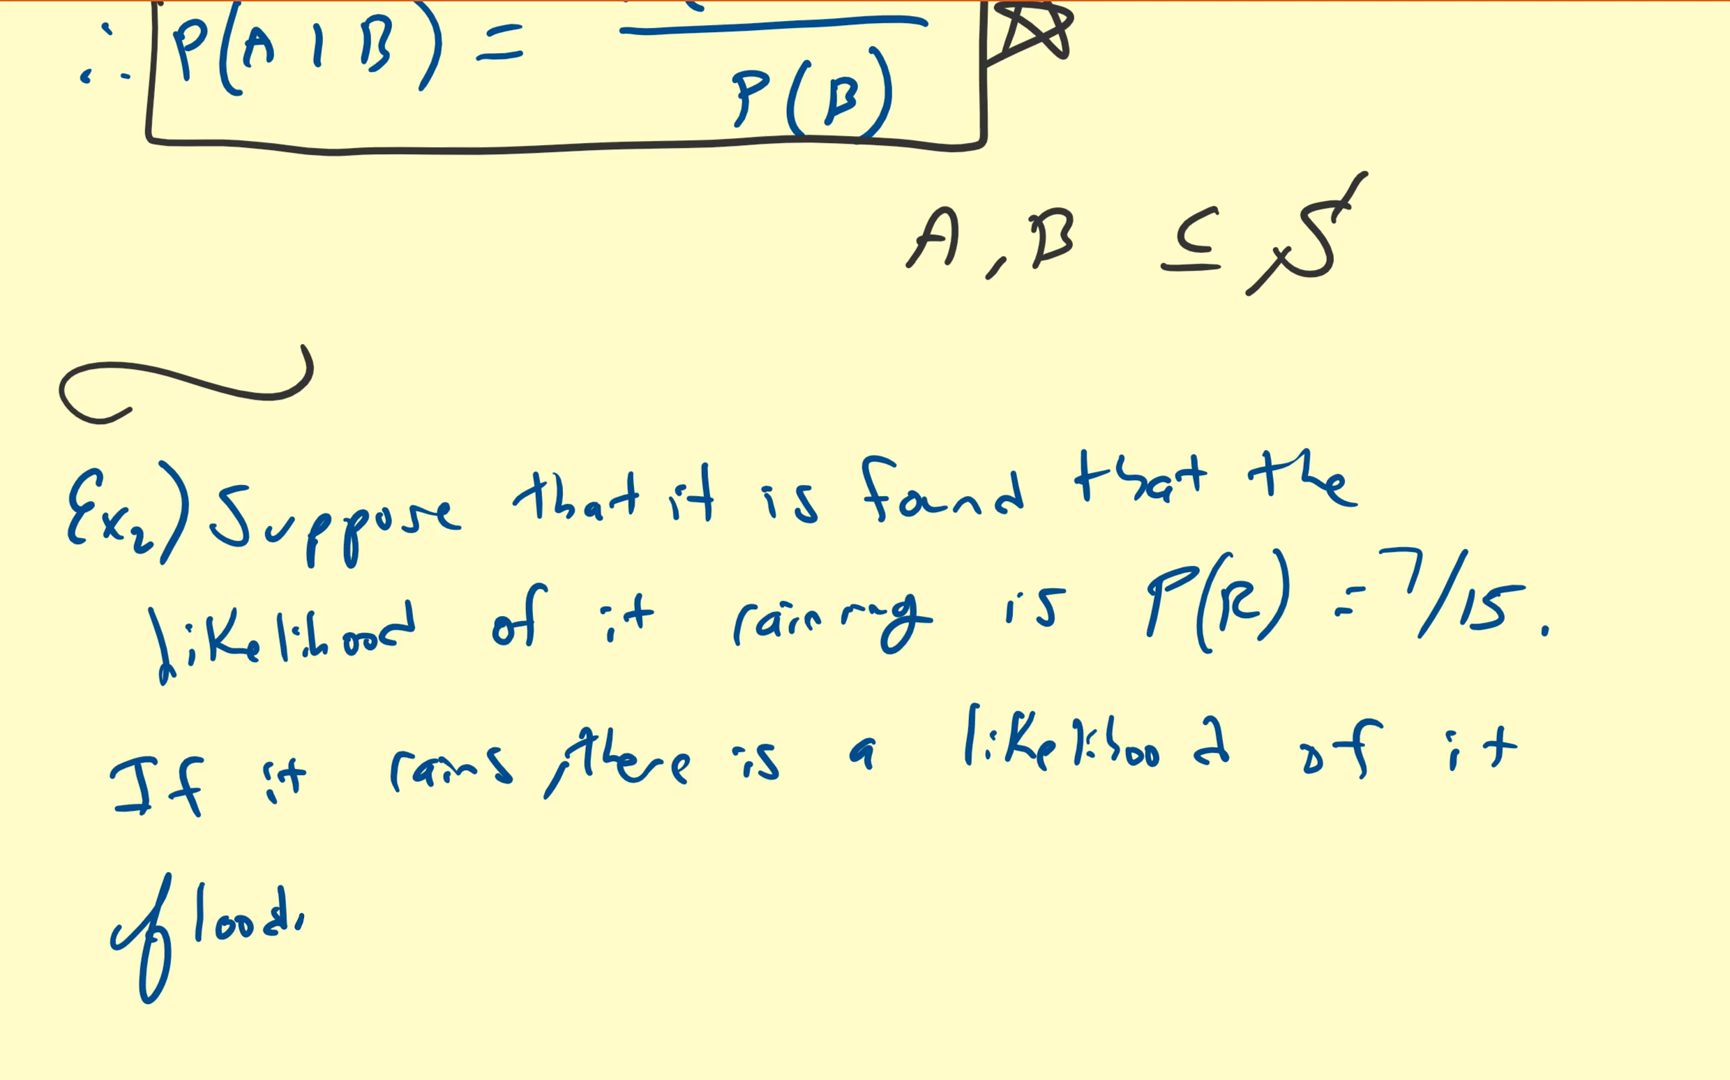 ∴ P(A | B) =
P(B)
A, B ⊆ S
Ex2) Suppose that it is found that the
likelihood of it raining is P(R) = 7/15.
If it rains, there is a likelihood of it
flood.